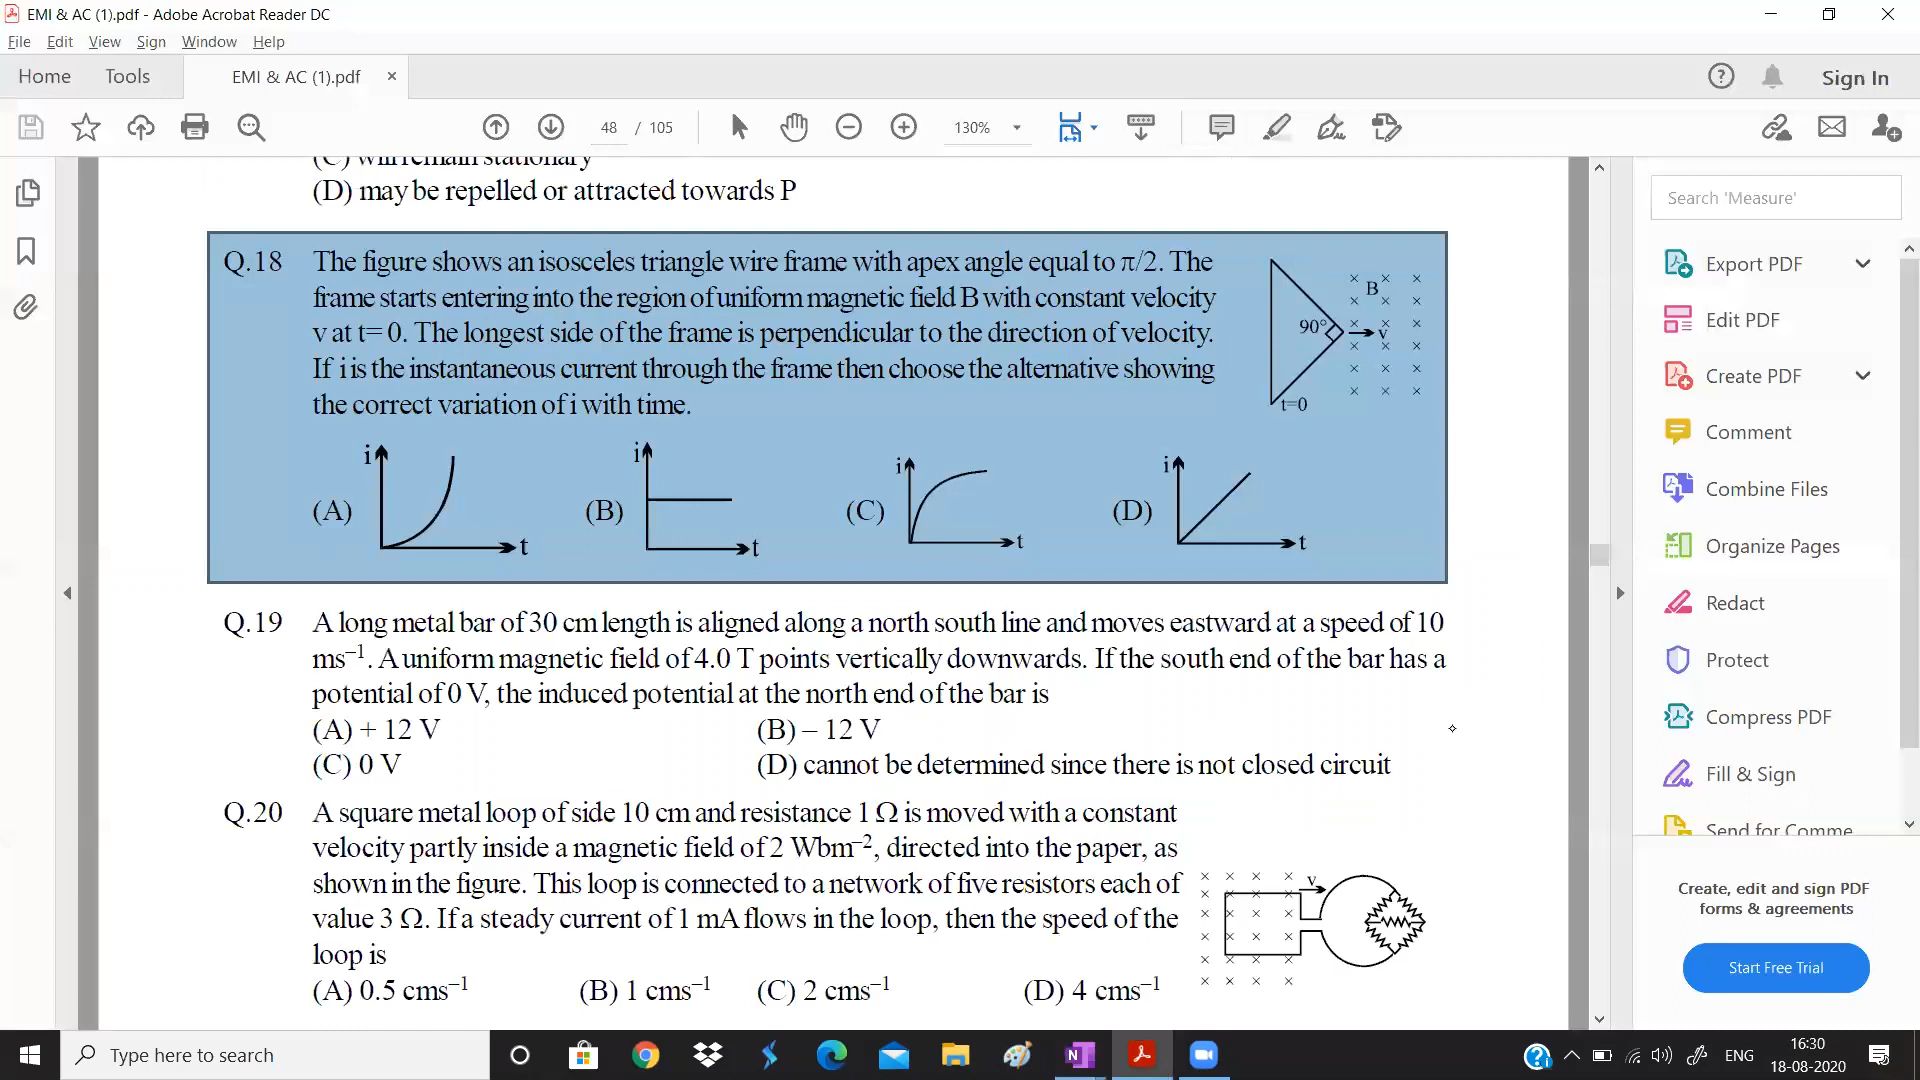 EMI & AC (1).pdf - Adobe Acrobat Reader DC
File Edit View Sign Window Help
Home Tools EMI & AC (1).pdf × Sign In
48 / 105 130%
(C) will remain stationary
(D) may be repelled or attracted towards P
Q.18 The figure shows an isosceles triangle wire frame with apex angle equal to π/2. The
frame starts entering into the region of uniform magnetic field B with constant velocity
v at t= 0. The longest side of the frame is perpendicular to the direction of velocity.
If i is the instantaneous current through the frame then choose the alternative showing
the correct variation of i with time.
B
90°
v
t=0
(A) i t (B) i t (C) i t (D) i t
Q.19 A long metal bar of 30 cm length is aligned along a north south line and moves eastward at a speed of 10
ms⁻¹. A uniform magnetic field of 4.0 T points vertically downwards. If the south end of the bar has a
potential of 0 V, the induced potential at the north end of the bar is
(A) + 12 V (B) – 12 V
(C) 0 V (D) cannot be determined since there is not closed circuit
Q.20 A square metal loop of side 10 cm and resistance 1 Ω is moved with a constant
velocity partly inside a magnetic field of 2 Wbm⁻², directed into the paper, as
shown in the figure. This loop is connected to a network of five resistors each of
value 3 Ω. If a steady current of 1 mA flows in the loop, then the speed of the
loop is
v
(A) 0.5 cms⁻¹ (B) 1 cms⁻¹ (C) 2 cms⁻¹ (D) 4 cms⁻¹
Search 'Measure'
Export PDF
Edit PDF
Create PDF
Comment
Combine Files
Organize Pages
Redact
Protect
Compress PDF
Fill & Sign
Send for Comme
Create, edit and sign PDF
forms & agreements
Start Free Trial
Type here to search
ENG
16:30
18-08-2020